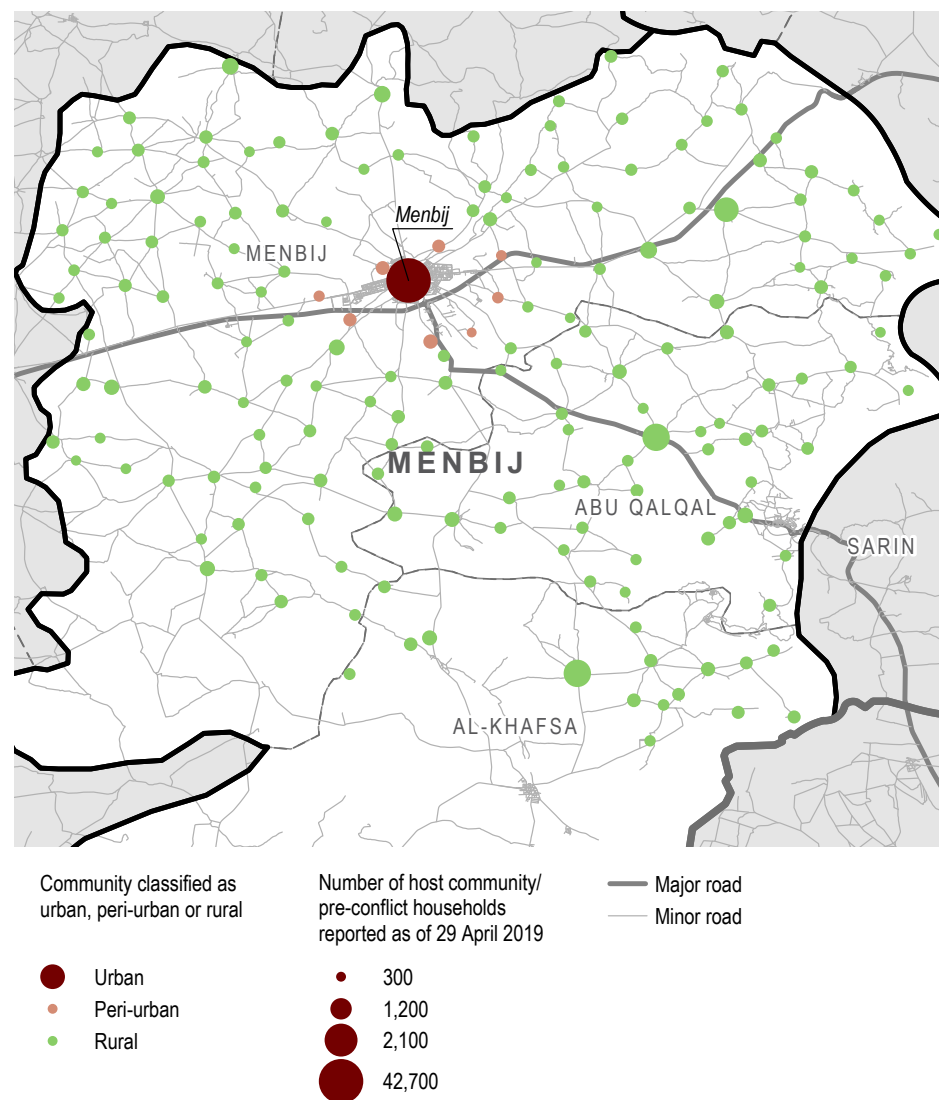 Menbij
MENBIJ
MENBIJ
ABU QALQAL
SARIN
AL-KHAFSA
Community classified as
urban, peri-urban or rural
Urban
Peri-urban
Rural
Number of host community/
pre-conflict households
reported as of 29 April 2019
300
1,200
2,100
42,700
Major road
Minor road